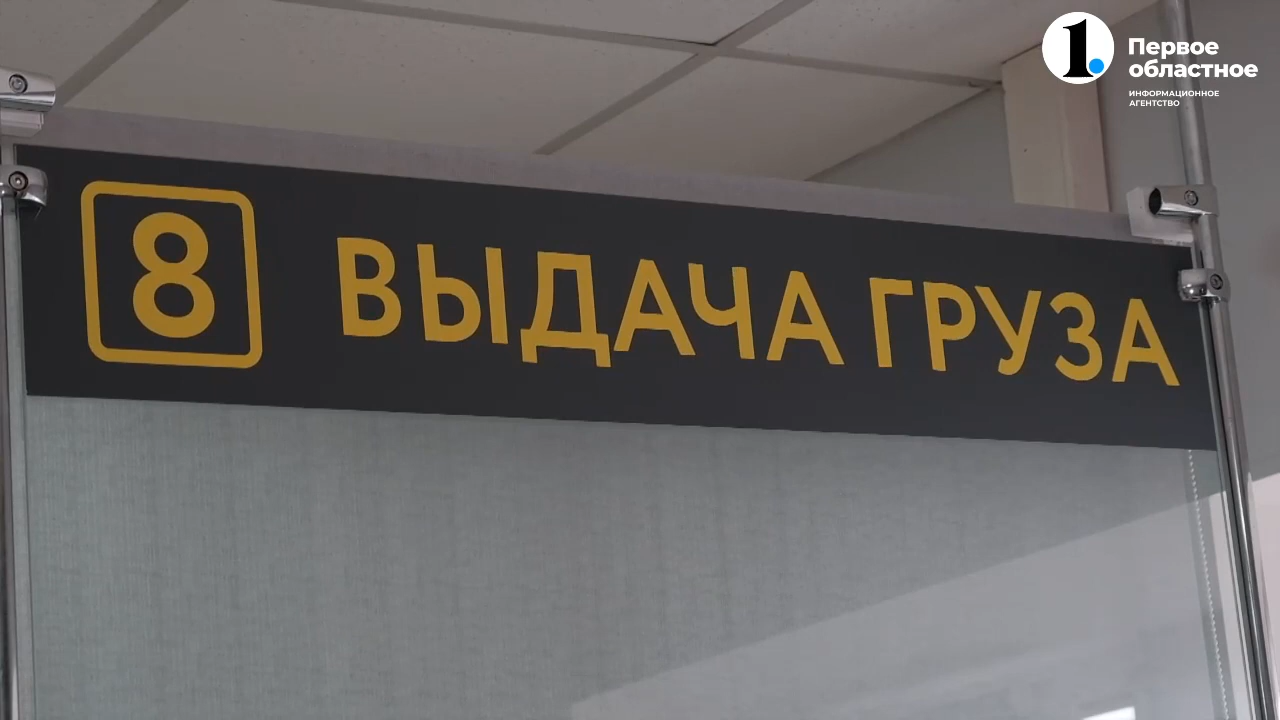 1.
Первое
областное
ИНФОРМАЦИОННОЕ
АГЕНТСТВО
8 ВЫДАЧА ГРУЗА